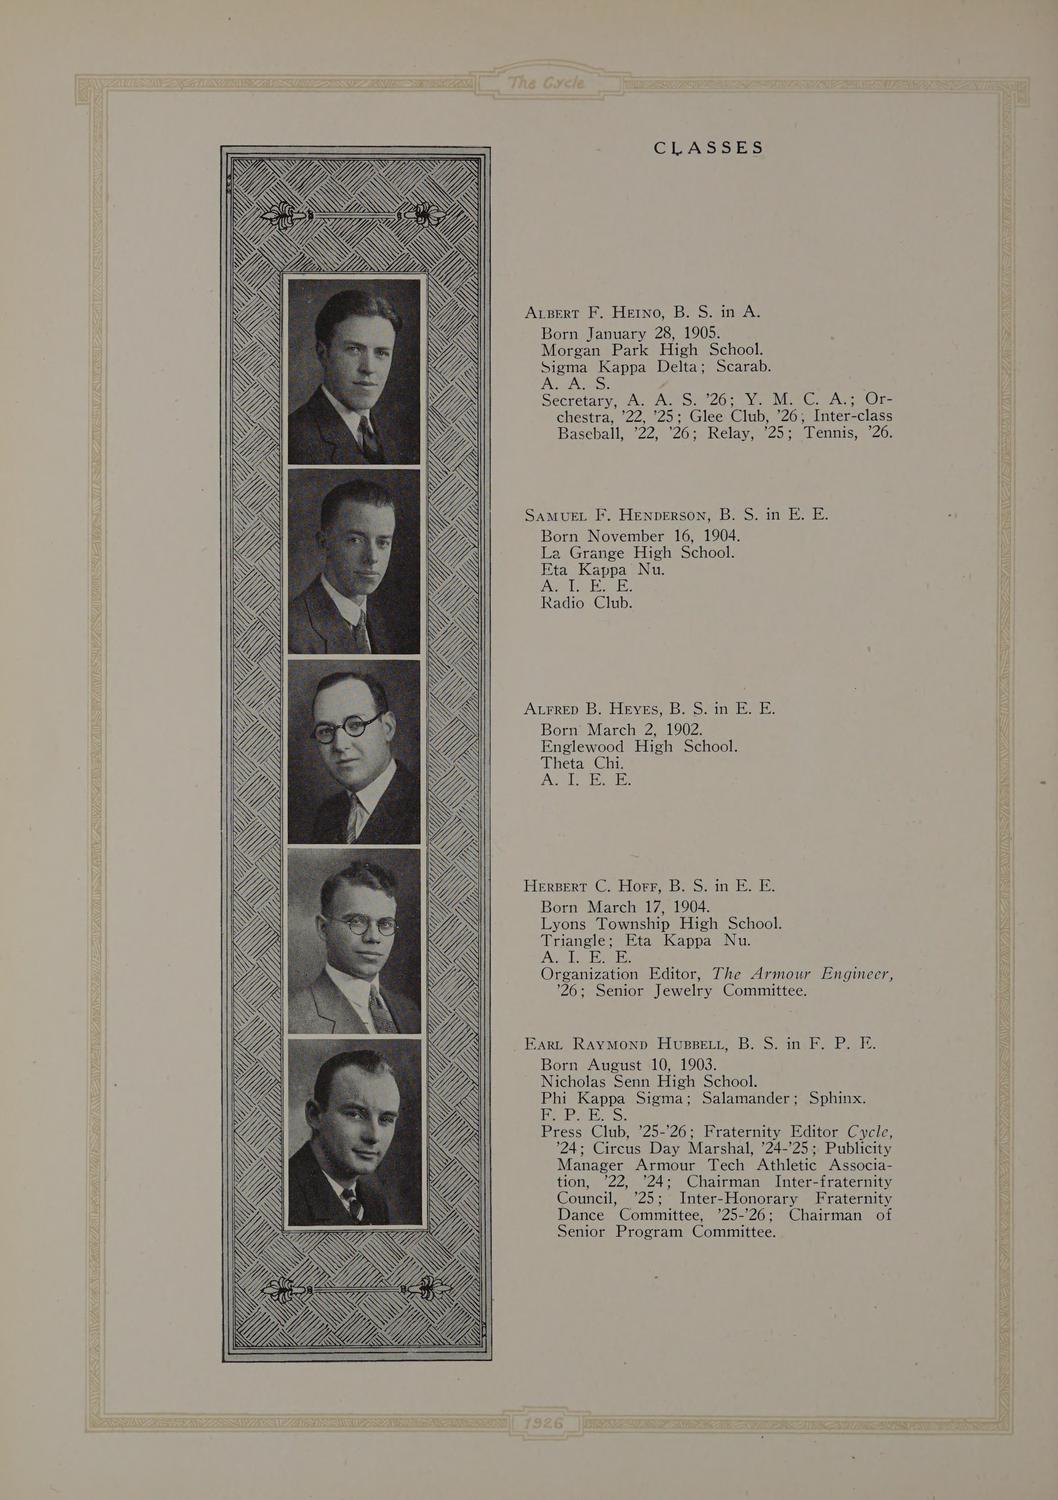 The Cycle
CLASSES
Albert F. Heino, B. S. in A.
Born January 28, 1905.
Morgan Park High School.
Sigma Kappa Delta; Scarab.
A. A. S.
Secretary, A. A. S. '26; Y. M. C. A.; Or-
chestra, '22, '25; Glee Club, '26; Inter-class
Baseball, '22, '26; Relay, '25; Tennis, '26.
Samuel F. Henderson, B. S. in E. E.
Born November 16, 1904.
La Grange High School.
Eta Kappa Nu.
A. I. E. E.
Radio Club.
Alfred B. Heyes, B. S. in E. E.
Born March 2, 1902.
Englewood High School.
Theta Chi.
A. I. E. E.
Herbert C. Hoff, B. S. in E. E.
Born March 17, 1904.
Lyons Township High School.
Triangle; Eta Kappa Nu.
A. I. E. E.
Organization Editor, The Armour Engineer,
'26; Senior Jewelry Committee.
Earl Raymond Hubbell, B. S. in F. P. E.
Born August 10, 1903.
Nicholas Senn High School.
Phi Kappa Sigma; Salamander; Sphinx.
F. P. E. S.
Press Club, '25-'26; Fraternity Editor Cycle,
'24; Circus Day Marshal, '24-'25; Publicity
Manager Armour Tech Athletic Associa-
tion, '22, '24; Chairman Inter-fraternity
Council, '25; Inter-Honorary Fraternity
Dance Committee, '25-'26; Chairman of
Senior Program Committee.
1926